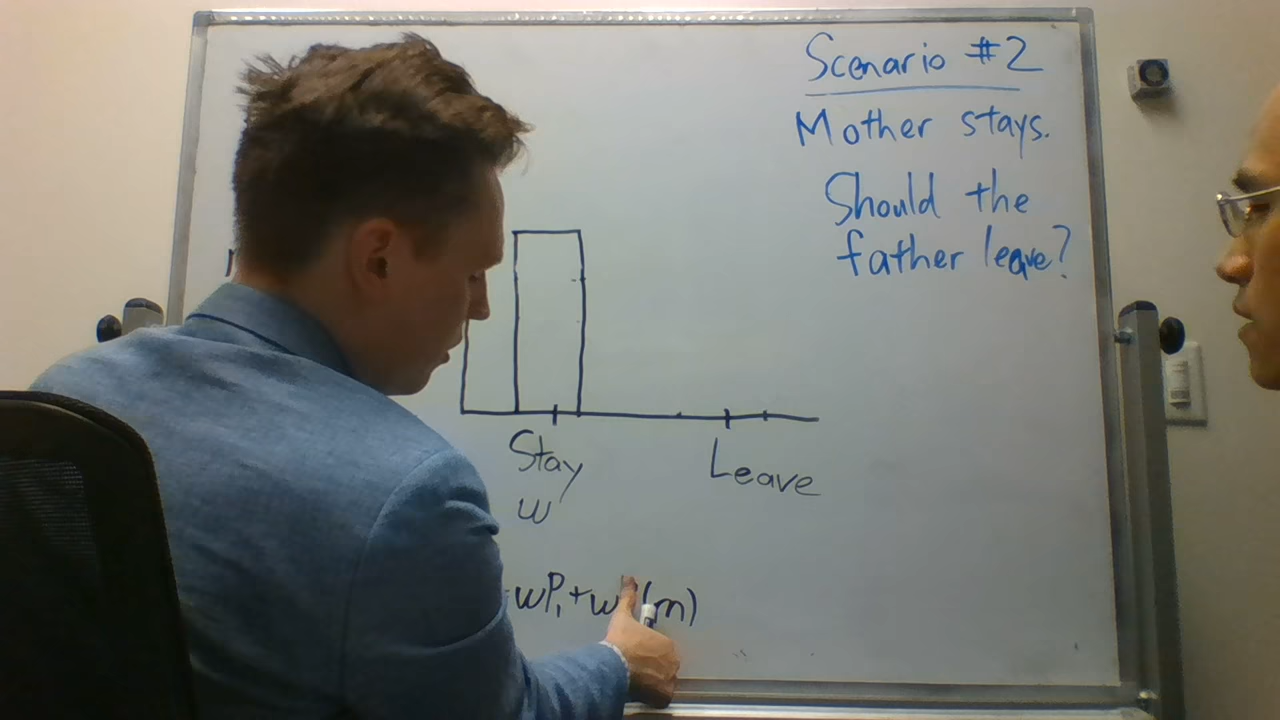 Scenario #2
Mother stays.
Should the
father leave?
Stay
Leave
w
wP₁+w
(m)